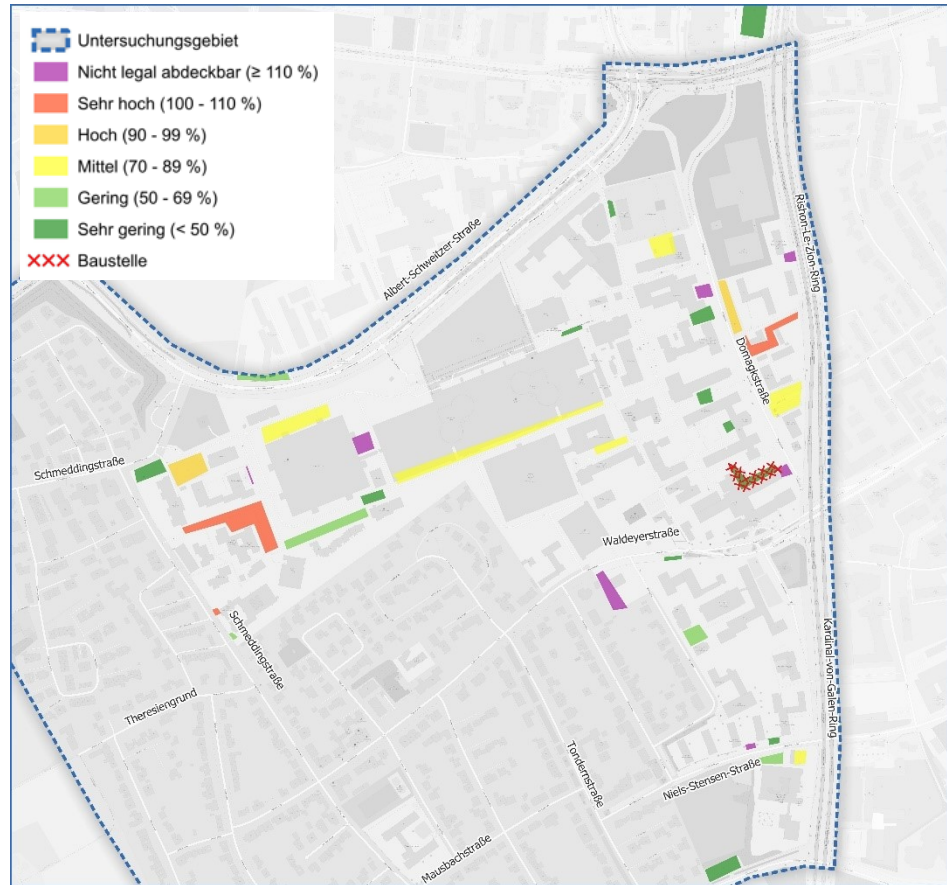 Untersuchungsgebiet
Nicht legal abdeckbar (≥ 110 %)
Sehr hoch (100 - 110 %)
Hoch (90 - 99 %)
Mittel (70 - 89 %)
Gering (50 - 69 %)
Sehr gering (< 50 %)
Baustelle
Albert-Schweitzer-Straße
Rishon-Le-Zion-Ring
Domagkstraße
Schmeddingstraße
Waldeyerstraße
Schmeddingstraße
Kardinal-von-Galen-Ring
Theresiengrund
Tondernstraße
Niels-Stensen-Straße
Mausbachstraße